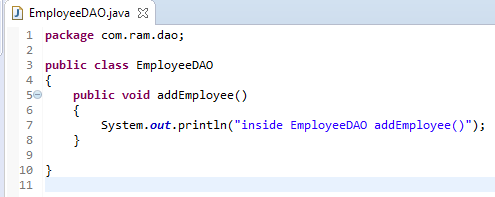 EmployeeDAO.java
1 package com.ram.dao;
2
3 public class EmployeeDAO
4 {
5     public void addEmployee()
6     {
7         System.out.println("inside EmployeeDAO addEmployee()");
8     }
9
10 }
11